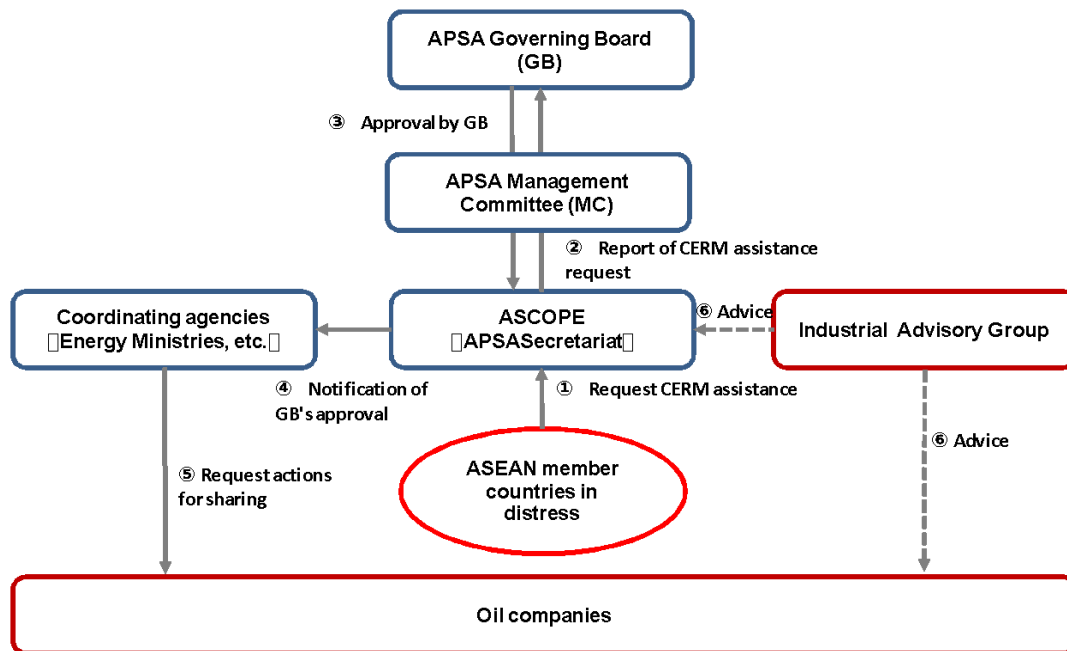 APSA Governing Board
(GB)
③ Approval by GB
APSA Management
Committee (MC)
② Report of CERM assistance
request
Coordinating agencies
□Energy Ministries, etc.□
ASCOPE
□APSASecretariat□
⑥ Advice
Industrial Advisory Group
④ Notification of
GB's approval
① Request CERM assistance
⑥ Advice
⑤ Request actions
for sharing
ASEAN member
countries in
distress
Oil companies